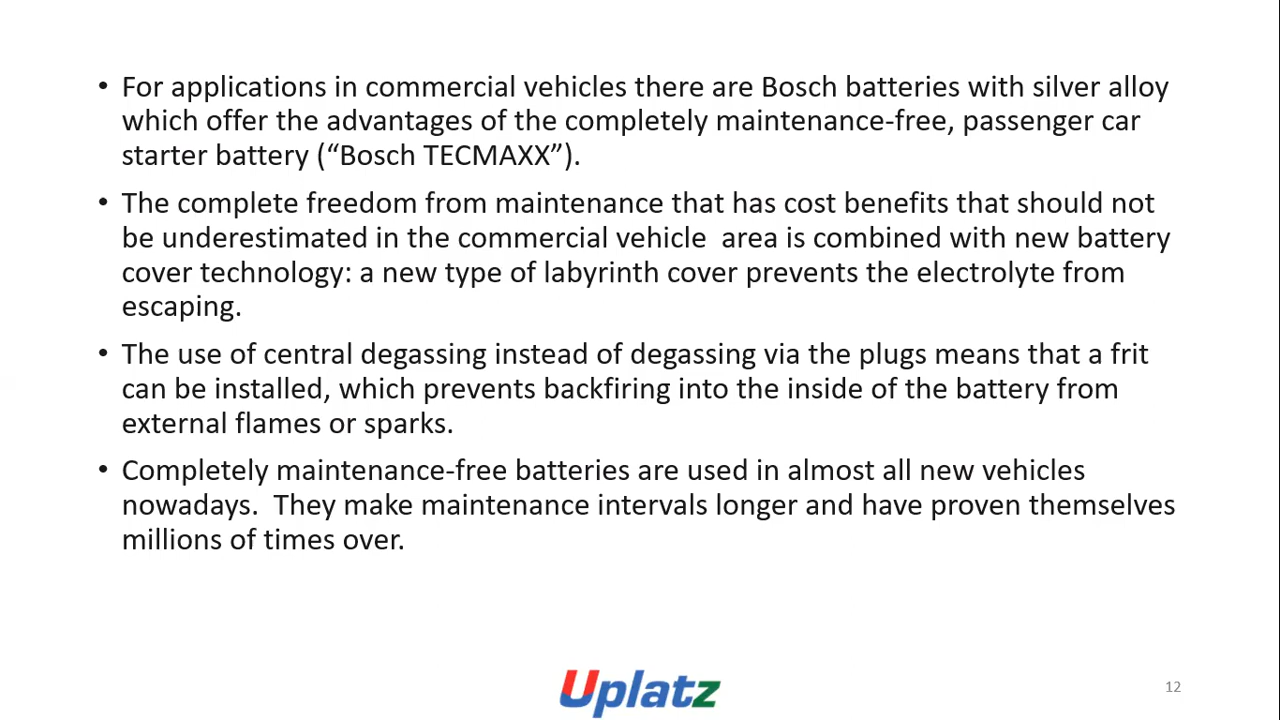 • For applications in commercial vehicles there are Bosch batteries with silver alloy
which offer the advantages of the completely maintenance-free, passenger car
starter battery (“Bosch TECMAXX”).
• The complete freedom from maintenance that has cost benefits that should not
be underestimated in the commercial vehicle  area is combined with new battery
cover technology: a new type of labyrinth cover prevents the electrolyte from
escaping.
• The use of central degassing instead of degassing via the plugs means that a frit
can be installed, which prevents backfiring into the inside of the battery from
external flames or sparks.
• Completely maintenance-free batteries are used in almost all new vehicles
nowadays.  They make maintenance intervals longer and have proven themselves
millions of times over.
Uplatz
12